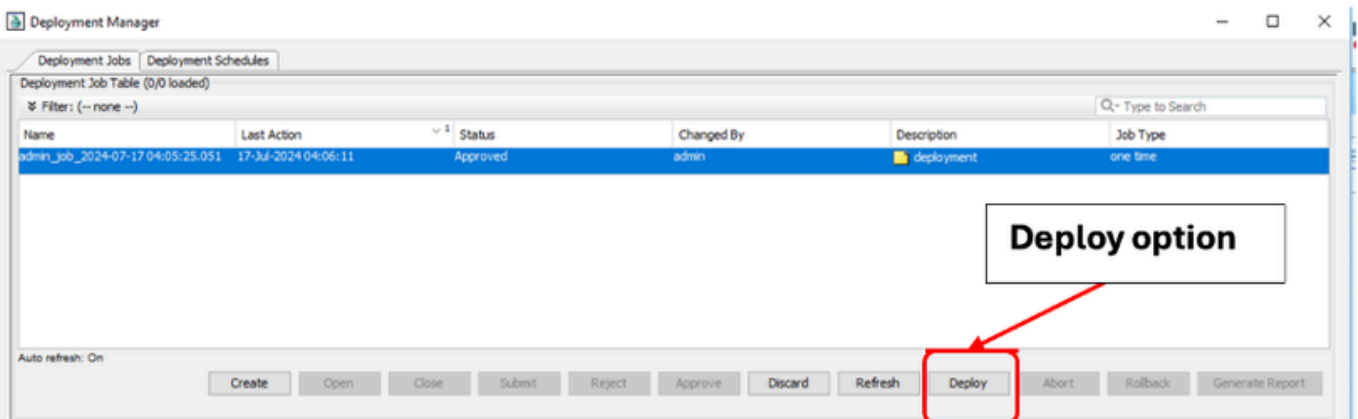 Deployment Manager
Deployment Jobs Deployment Schedules
Deployment Job Table (0/0 loaded)
Filter: (-- none --) Type to Search
Name Last Action 1 Status Changed By Description Job Type
admin_job_2024-07-17 04:05:25.051 17-Jul-2024 04:06:11 Approved admin deployment one time
Deploy option
Auto refresh: On
Create Open Close Submit Reject Approve Discard Refresh Deploy Abort Rollback Generate Report